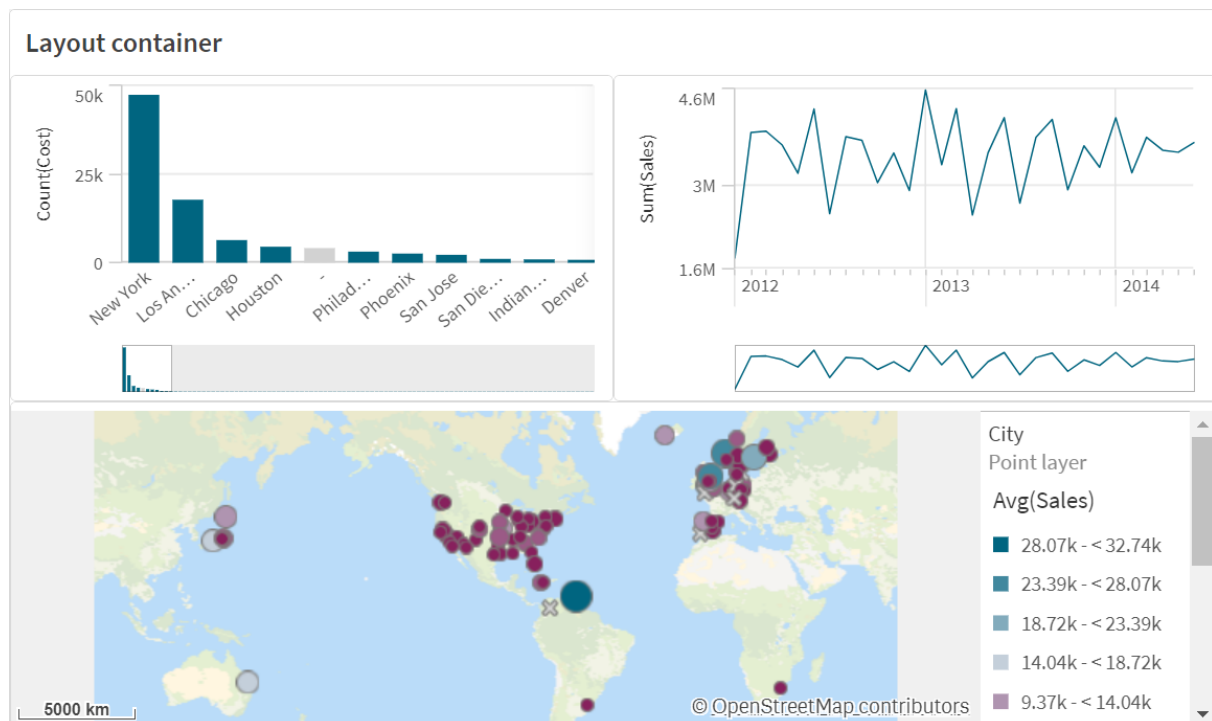 Layout container
50k
25k
0
Count(Cost)
New York
Los An...
Chicago
Houston
-
Philad...
Phoenix
San Jose
San Die...
Indian...
Denver
4.6M
3M
1.6M
Sum(Sales)
2012
2013
2014
City
Point layer
Avg(Sales)
28.07k - < 32.74k
23.39k - < 28.07k
18.72k - < 23.39k
14.04k - < 18.72k
9.37k - < 14.04k
5000 km
© OpenStreetMap contributors